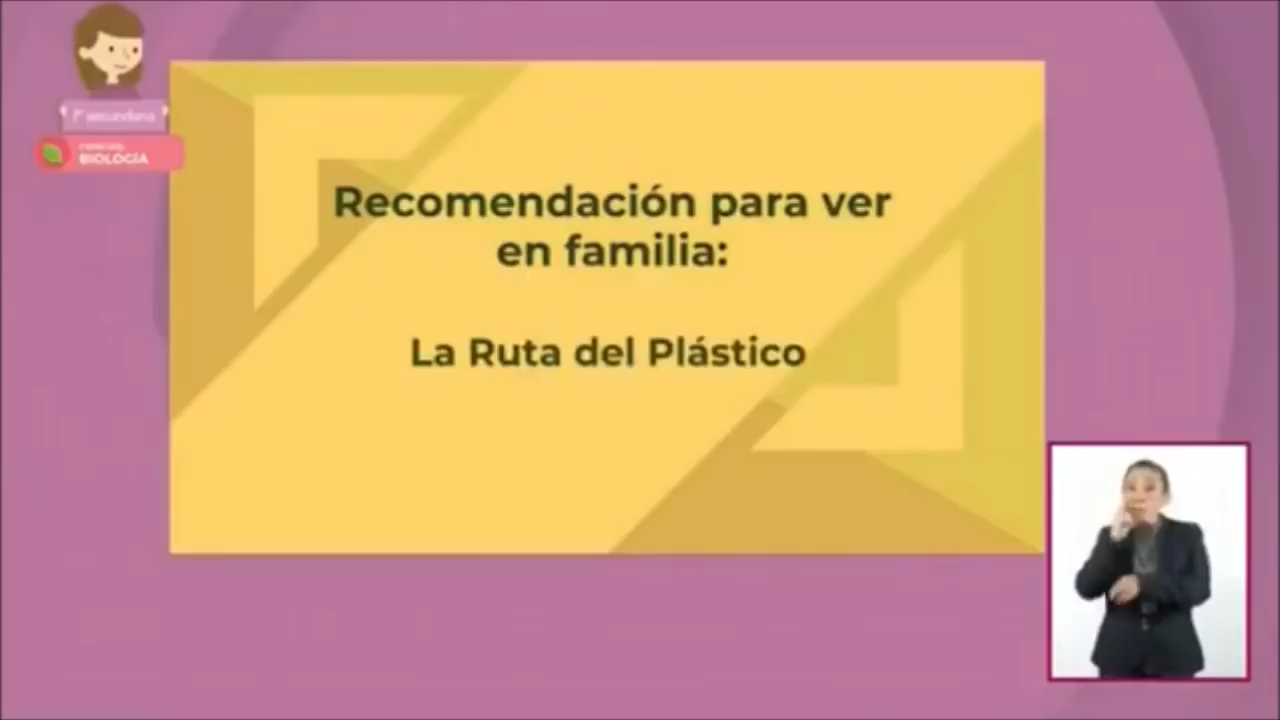 1° secundaria
BIOLOGÍA
Recomendación para ver
en familia:
La Ruta del Plástico